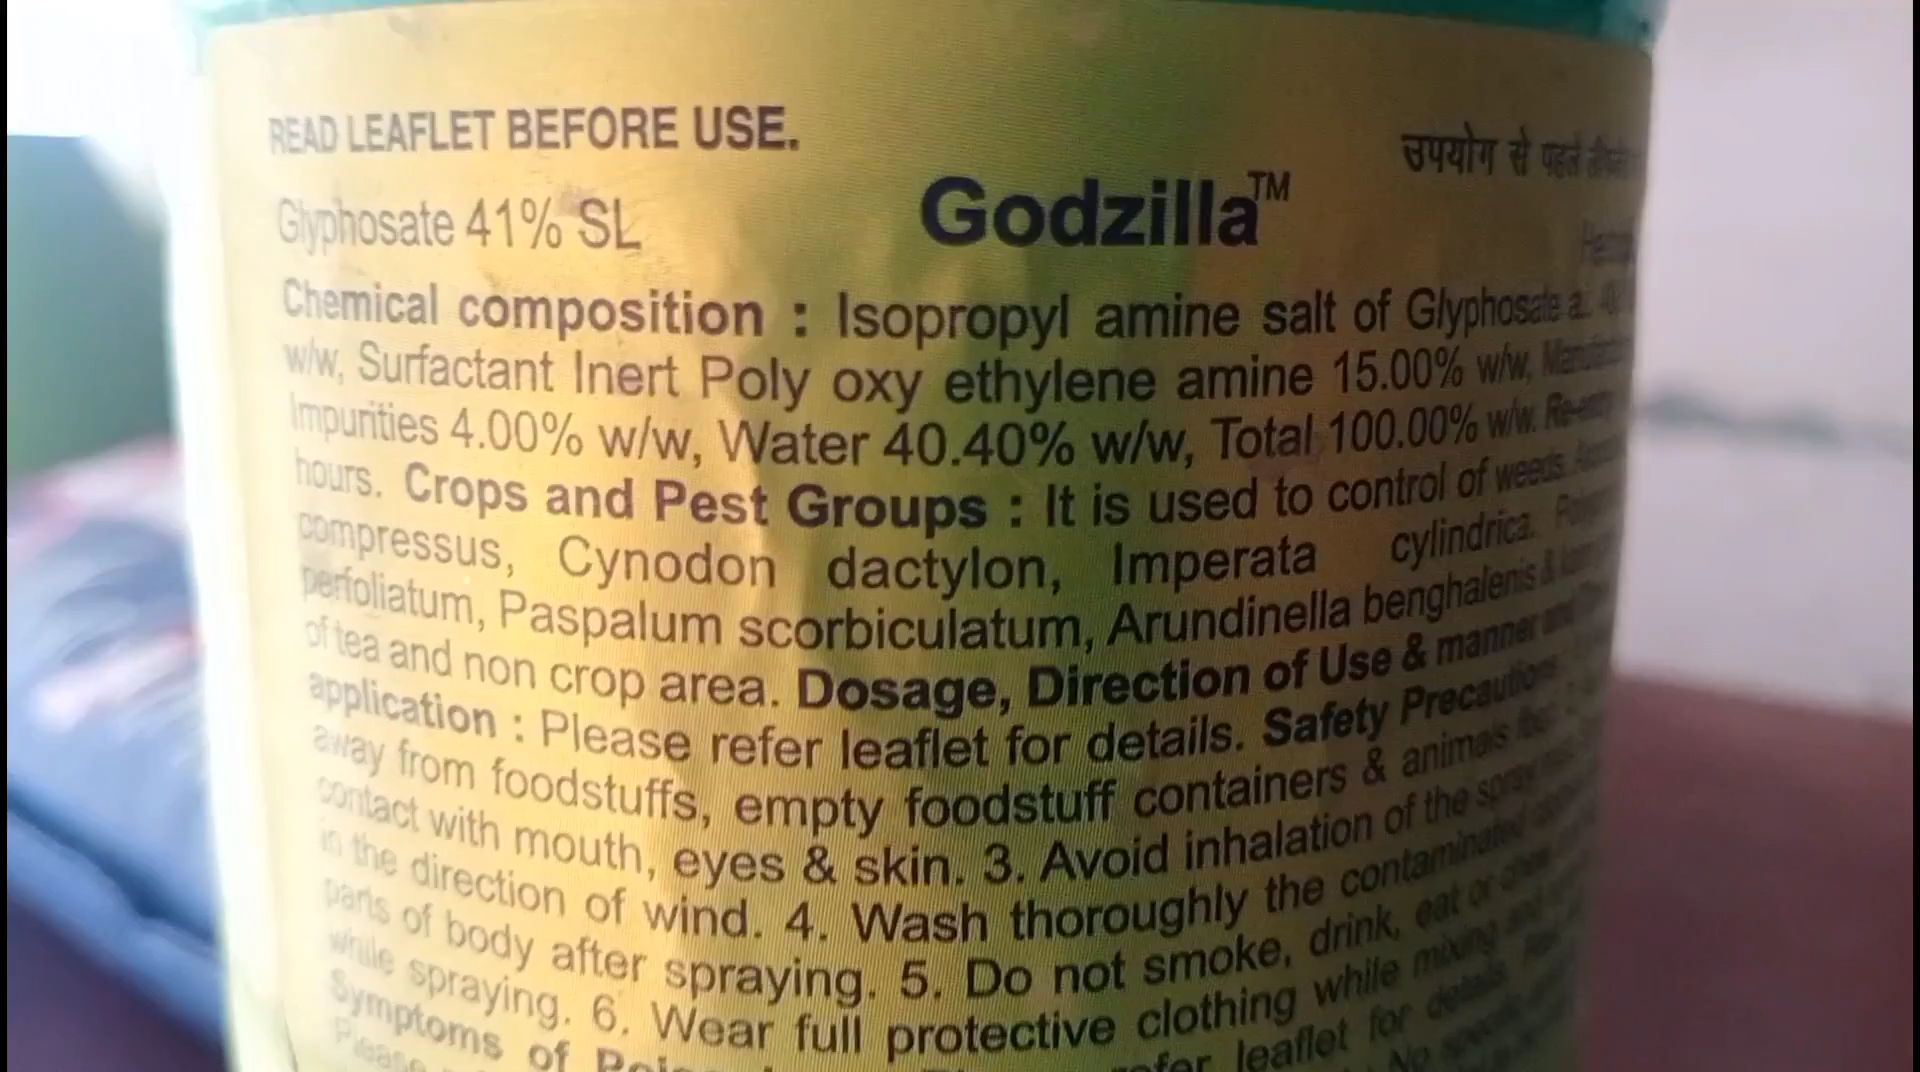 READ LEAFLET BEFORE USE.
उपयोग से पहले
Glyphosate 41% SL
Godzilla™
Chemical composition : Isopropyl amine salt of Glyphosate a.
w/w, Surfactant Inert Poly oxy ethylene amine 15.00% w/w,
Impurities 4.00% w/w, Water 40.40% w/w, Total 100.00% w/w. Re-entry
hours. Crops and Pest Groups : It is used to control of weeds.
compressus, Cynodon dactylon, Imperata cylindrica.
perfoliatum, Paspalum scorbiculatum, Arundinella benghalenis &
of tea and non crop area. Dosage, Direction of Use & manner and
application : Please refer leaflet for details. Safety Precautions
away from foodstuffs, empty foodstuff containers & animals
contact with mouth, eyes & skin. 3. Avoid inhalation of the spray
in the direction of wind. 4. Wash thoroughly the contaminated
parts of body after spraying. 5. Do not smoke, drink, eat or chew
while spraying. 6. Wear full protective clothing while mixing and
Symptoms of refer leaflet for details.
Please No specific